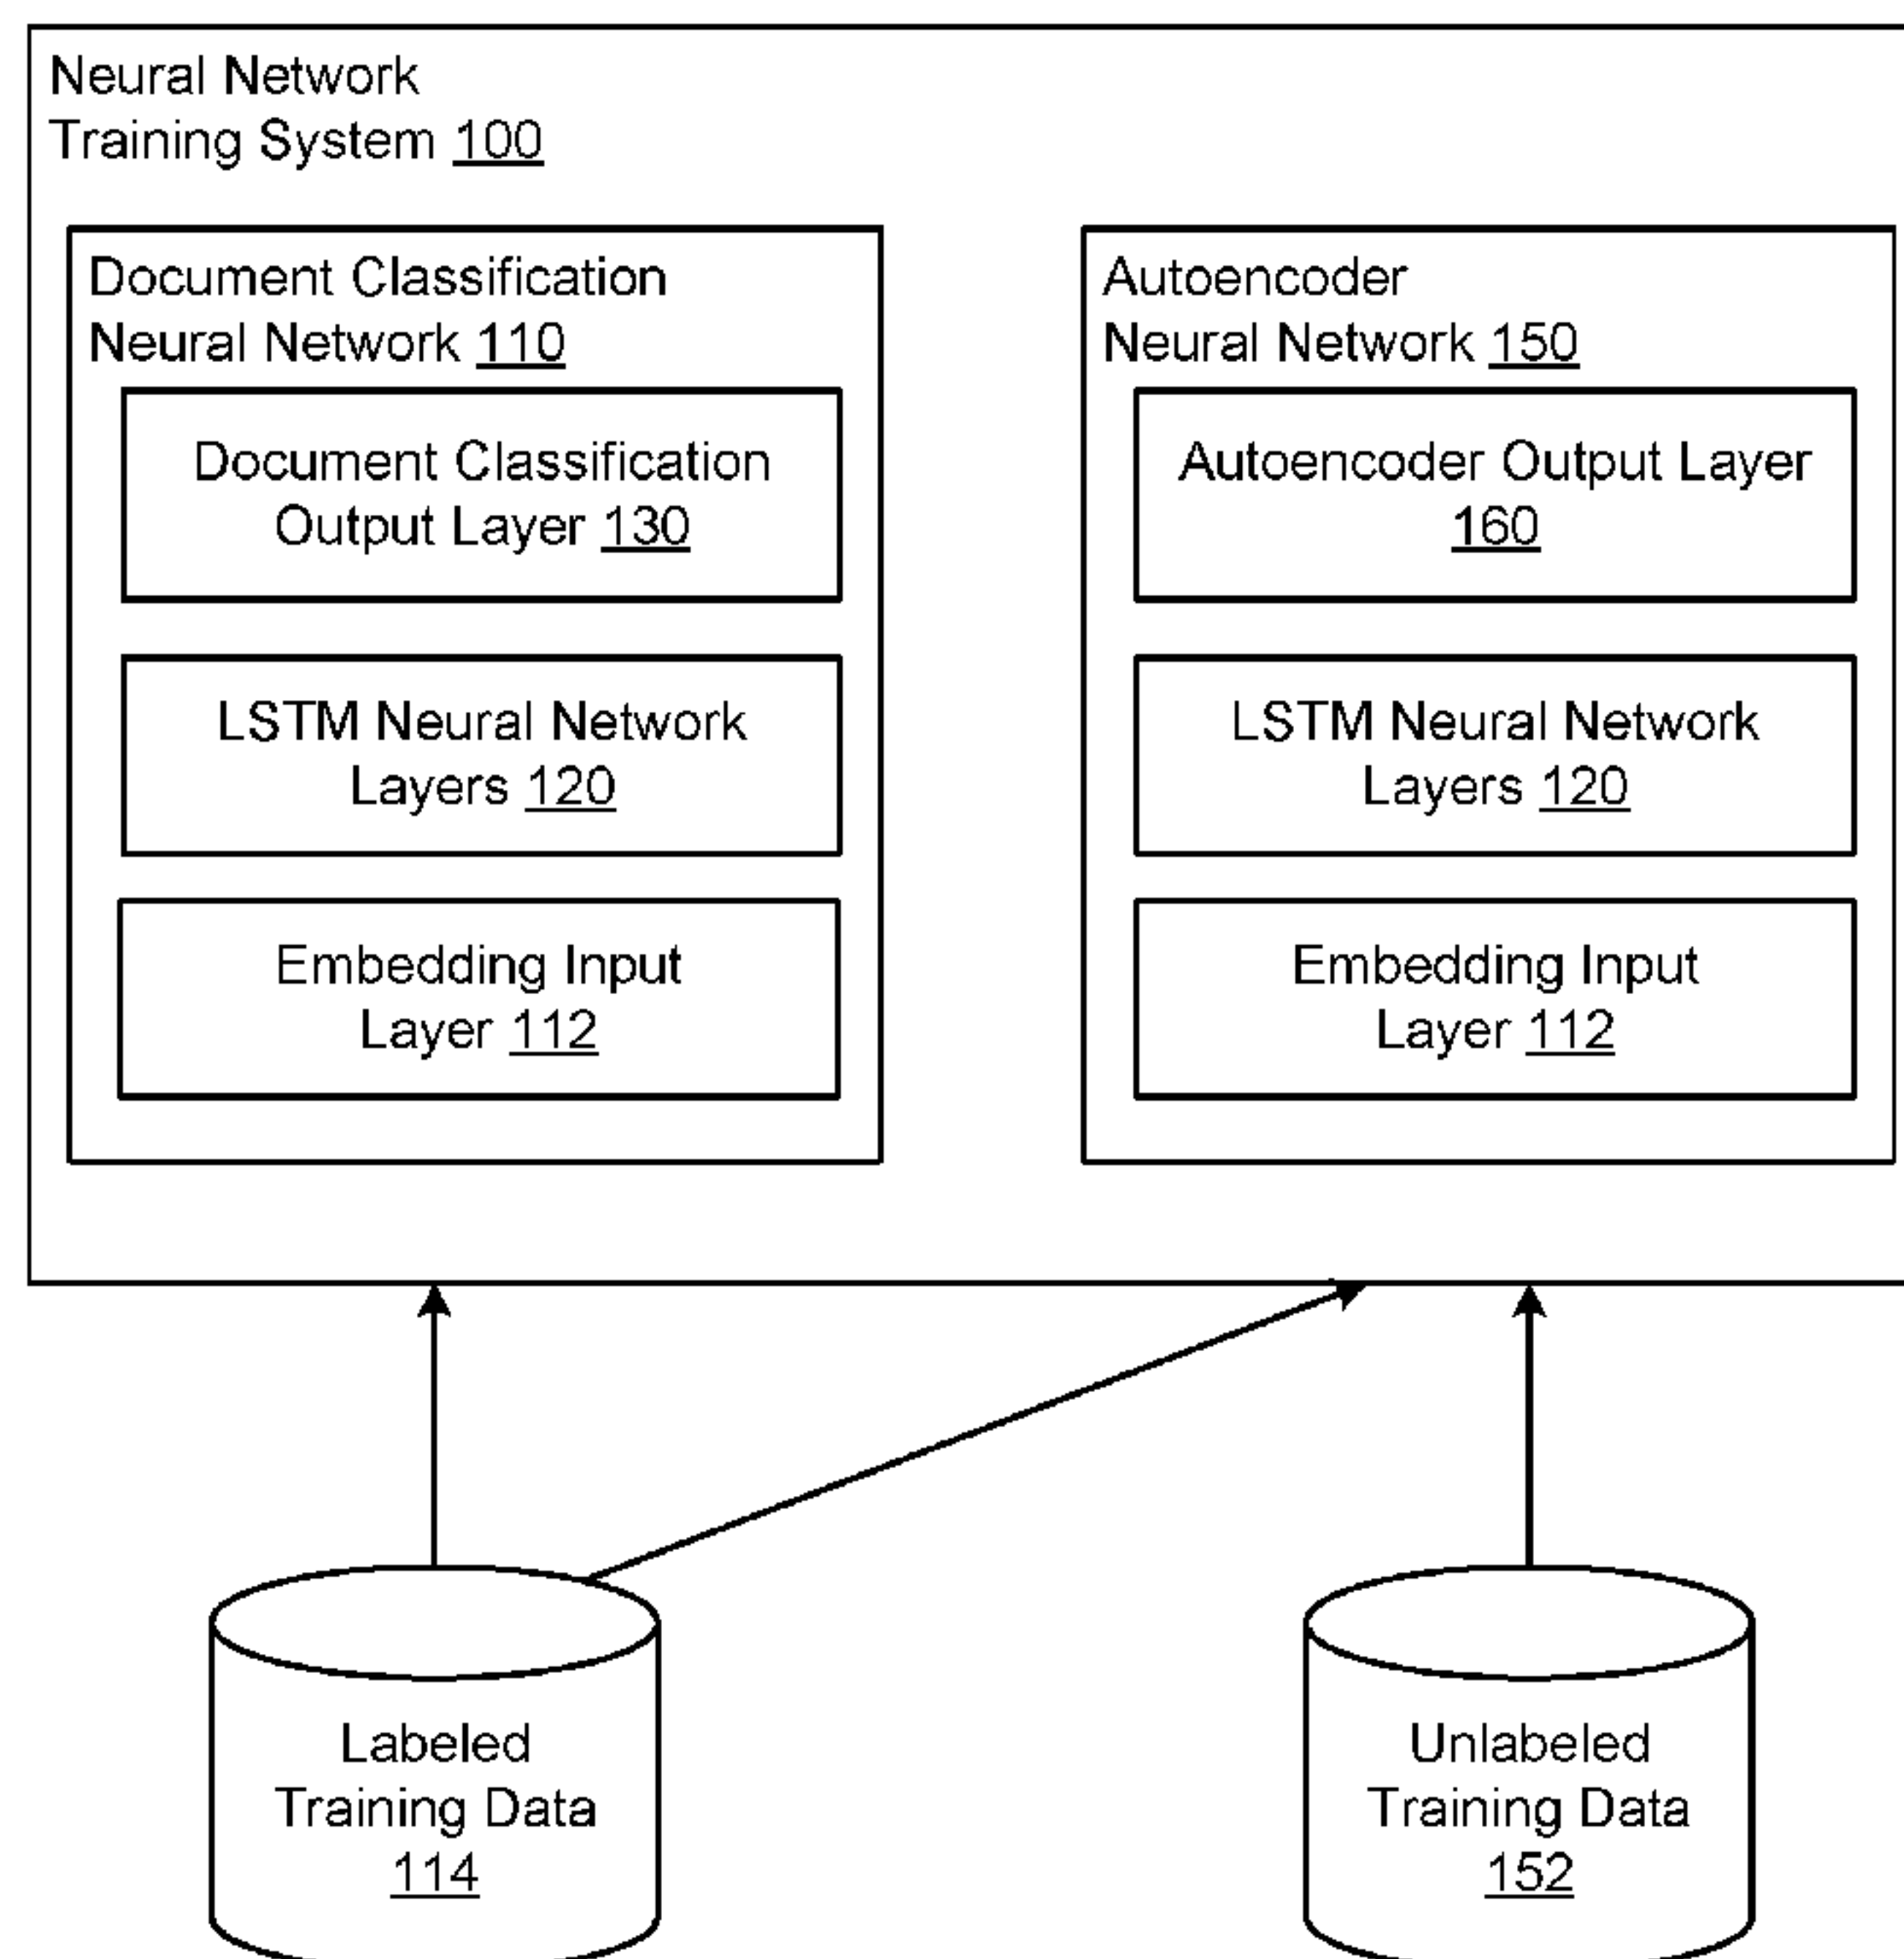 Neural Network
Training System 100
Document Classification
Neural Network 110
Document Classification
Output Layer 130
LSTM Neural Network
Layers 120
Embedding Input
Layer 112
Autoencoder
Neural Network 150
Autoencoder Output Layer
160
LSTM Neural Network
Layers 120
Embedding Input
Layer 112
Labeled
Training Data
114
Unlabeled
Training Data
152